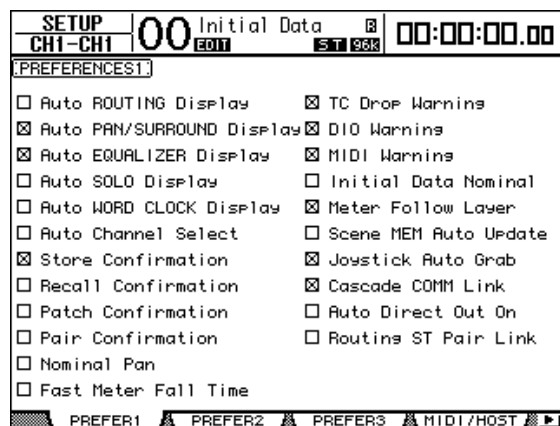 SETUP
CH1-CH1
00 Initial Data R
EDIT ST 96k
00:00:00.00
PREFERENCES1
Auto ROUTING Display
Auto PAN/SURROUND Display
Auto EQUALIZER Display
Auto SOLO Display
Auto WORD CLOCK Display
Auto Channel Select
Store Confirmation
Recall Confirmation
Patch Confirmation
Pair Confirmation
Nominal Pan
Fast Meter Fall Time
TC Drop Warning
DIO Warning
MIDI Warning
Initial Data Nominal
Meter Follow Layer
Scene MEM Auto Update
Joystick Auto Grab
Cascade COMM Link
Auto Direct Out On
Routing ST Pair Link
PREFER1 PREFER2 PREFER3 MIDI/HOST